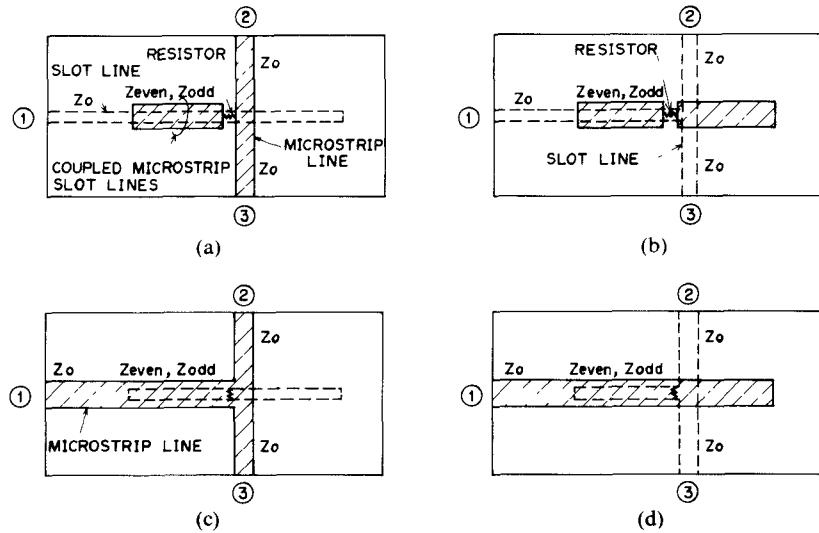 ②
RESISTOR
SLOT LINE
Zo
Zo
Zeven, Zodd
①
MICROSTRIP
LINE
COUPLED MICROSTRIP
SLOT LINES
Zo
③
(a)
②
RESISTOR
Zo
Zeven, Zodd
Zo
①
SLOT LINE
Zo
③
(b)
②
Zo
Zo
Zeven, Zodd
①
MICROSTRIP LINE
Zo
③
(c)
②
Zo
Zo
Zeven, Zodd
①
Zo
③
(d)